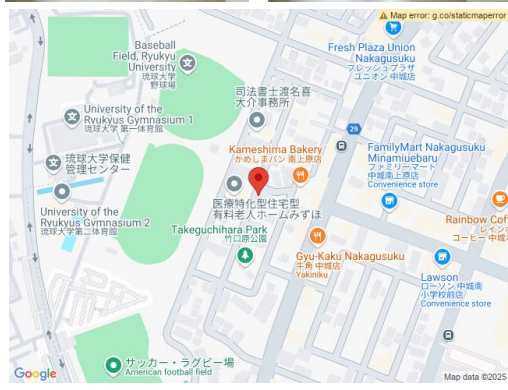 Map error: g.co/staticmaperror
Baseball
Field, Ryukyu
University
琉球大学
野球場
Fresh Plaza Union
Nakagusuku
フレッシュプラザ
ユニオン 中城店
司法書士渡名喜
大介事務所
University of the
Ryukyus Gymnasium 1
琉球大学 第一体育館
29
Kameshima Bakery
かめしまパン 南上原店
FamilyMart Nakagusuku
Minamiuebaru
ファミリーマート
中城南上原店
Convenience store
琉球大学保健
管理センター
医療特化型住宅型
有料老人ホームみずほ
University of the
Ryukyus Gymnasium 2
琉球大学第二体育館
Takeguchihara Park
竹口原公園
Rainbow Cof
レインボ
コーヒー 中城
Gyu-Kaku Nakagusuku
牛角 中城店
Yakiniku
Lawson
ローソン 中城南
小学校前店
Convenience store
サッカー・ラグビー場
American football field
Google
Map data ©2025